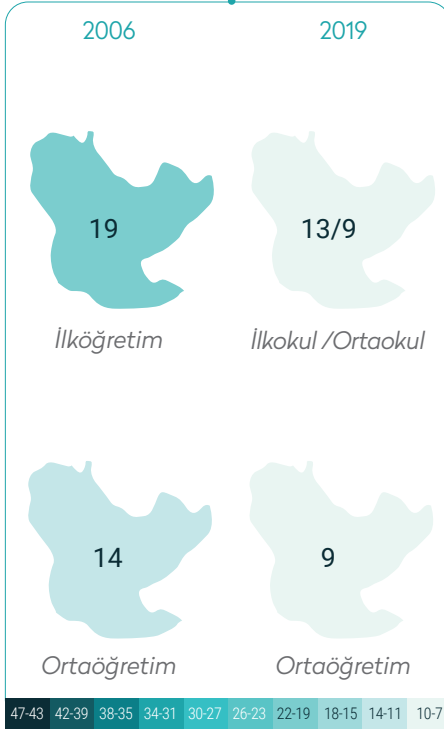 2006 2019
19 13/9
İlköğretim İlkokul /Ortaokul
14 9
Ortaöğretim Ortaöğretim
47-43 42-39 38-35 34-31 30-27 26-23 22-19 18-15 14-11 10-7